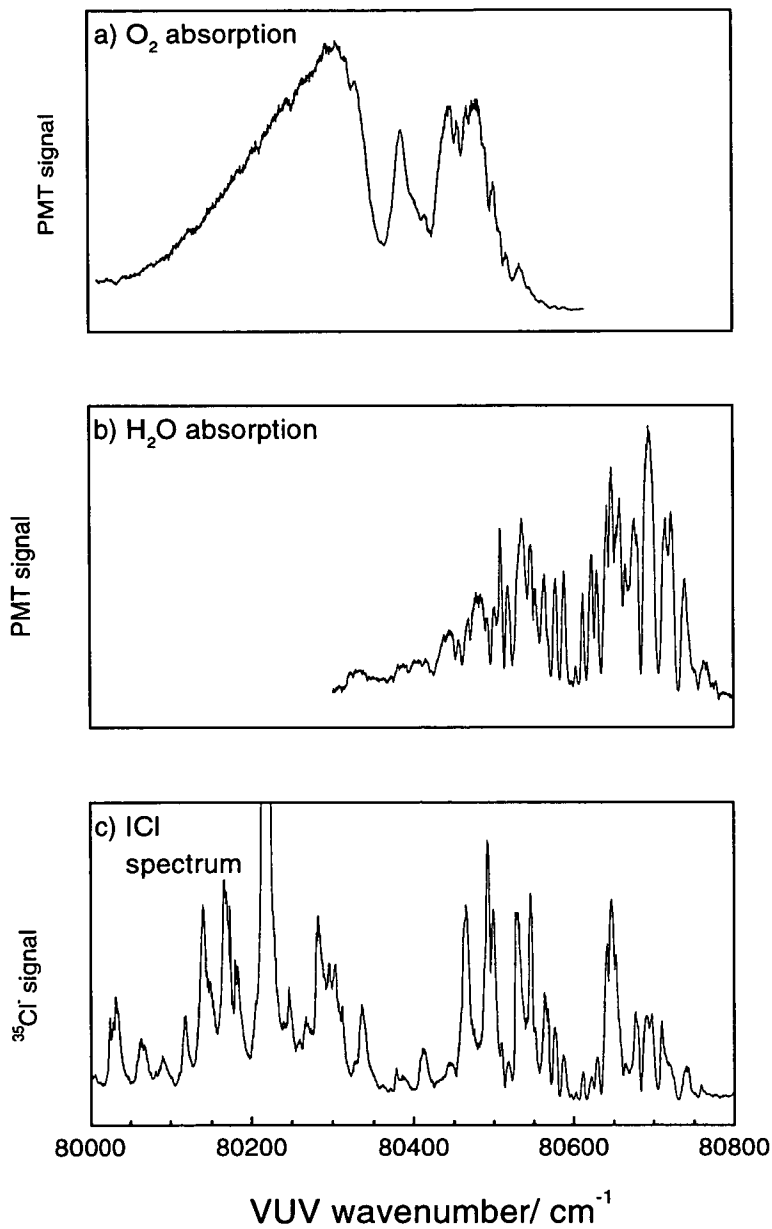 a) O₂ absorption
PMT signal
b) H₂O absorption
PMT signal
c) ICl
spectrum
³⁵Cl⁻ signal
80000 80200 80400 80600 80800
VUV wavenumber/ cm⁻¹